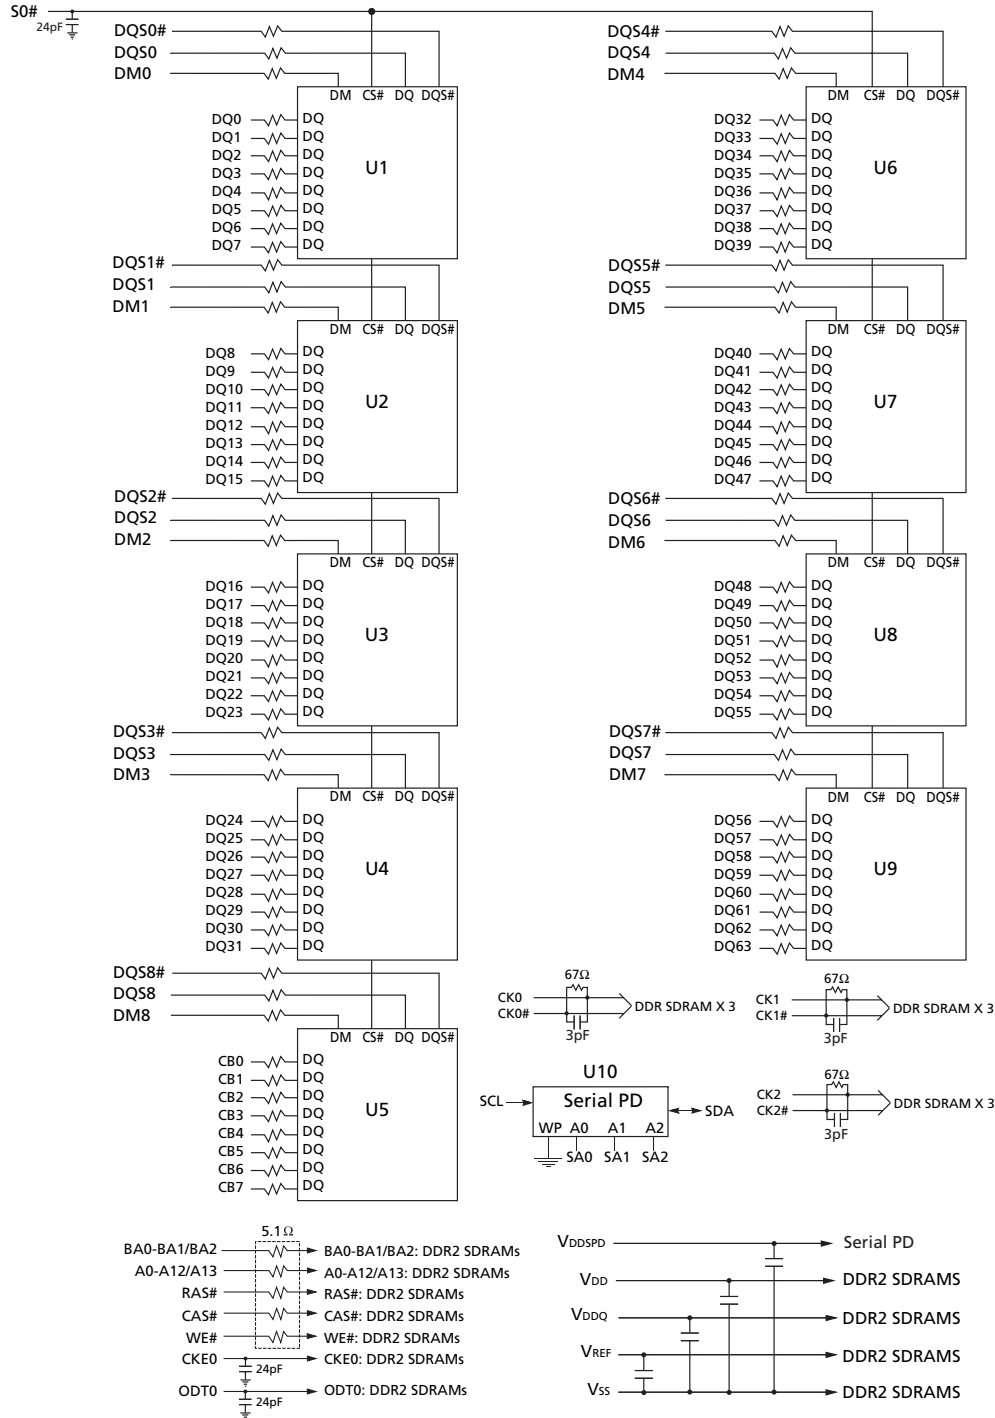 S0#
24pF
DQS0#
DQS0
DM0
DM CS# DQ DQS#
DQ0 DQ
DQ1 DQ
DQ2 DQ
DQ3 DQ
DQ4 DQ
DQ5 DQ
DQ6 DQ
DQ7 DQ
U1
DQS1#
DQS1
DM1
DM CS# DQ DQS#
DQ8 DQ
DQ9 DQ
DQ10 DQ
DQ11 DQ
DQ12 DQ
DQ13 DQ
DQ14 DQ
DQ15 DQ
U2
DQS2#
DQS2
DM2
DM CS# DQ DQS#
DQ16 DQ
DQ17 DQ
DQ18 DQ
DQ19 DQ
DQ20 DQ
DQ21 DQ
DQ22 DQ
DQ23 DQ
U3
DQS3#
DQS3
DM3
DM CS# DQ DQS#
DQ24 DQ
DQ25 DQ
DQ26 DQ
DQ27 DQ
DQ28 DQ
DQ29 DQ
DQ30 DQ
DQ31 DQ
U4
DQS8#
DQS8
DM8
DM CS# DQ DQS#
CB0 DQ
CB1 DQ
CB2 DQ
CB3 DQ
CB4 DQ
CB5 DQ
CB6 DQ
CB7 DQ
U5
DQS4#
DQS4
DM4
DM CS# DQ DQS#
DQ32 DQ
DQ33 DQ
DQ34 DQ
DQ35 DQ
DQ36 DQ
DQ37 DQ
DQ38 DQ
DQ39 DQ
U6
DQS5#
DQS5
DM5
DM CS# DQ DQS#
DQ40 DQ
DQ41 DQ
DQ42 DQ
DQ43 DQ
DQ44 DQ
DQ45 DQ
DQ46 DQ
DQ47 DQ
U7
DQS6#
DQS6
DM6
DM CS# DQ DQS#
DQ48 DQ
DQ49 DQ
DQ50 DQ
DQ51 DQ
DQ52 DQ
DQ53 DQ
DQ54 DQ
DQ55 DQ
U8
DQS7#
DQS7
DM7
DM CS# DQ DQS#
DQ56 DQ
DQ57 DQ
DQ58 DQ
DQ59 DQ
DQ60 DQ
DQ61 DQ
DQ62 DQ
DQ63 DQ
U9
67Ω
CK0
CK0#
DDR SDRAM X 3
3pF
67Ω
CK1
CK1#
DDR SDRAM X 3
3pF
U10
SCL
Serial PD
SDA
WP A0 A1 A2
SA0 SA1 SA2
67Ω
CK2
CK2#
DDR SDRAM X 3
3pF
5.1 Ω
BA0-BA1/BA2 BA0-BA1/BA2: DDR2 SDRAMs
A0-A12/A13 A0-A12/A13: DDR2 SDRAMs
RAS# RAS#: DDR2 SDRAMs
CAS# CAS#: DDR2 SDRAMs
WE# WE#: DDR2 SDRAMs
CKE0 CKE0: DDR2 SDRAMs
24pF
ODT0 ODT0: DDR2 SDRAMs
24pF
VDDSPD Serial PD
VDD DDR2 SDRAMS
VDDQ DDR2 SDRAMS
VREF DDR2 SDRAMS
VSS DDR2 SDRAMS